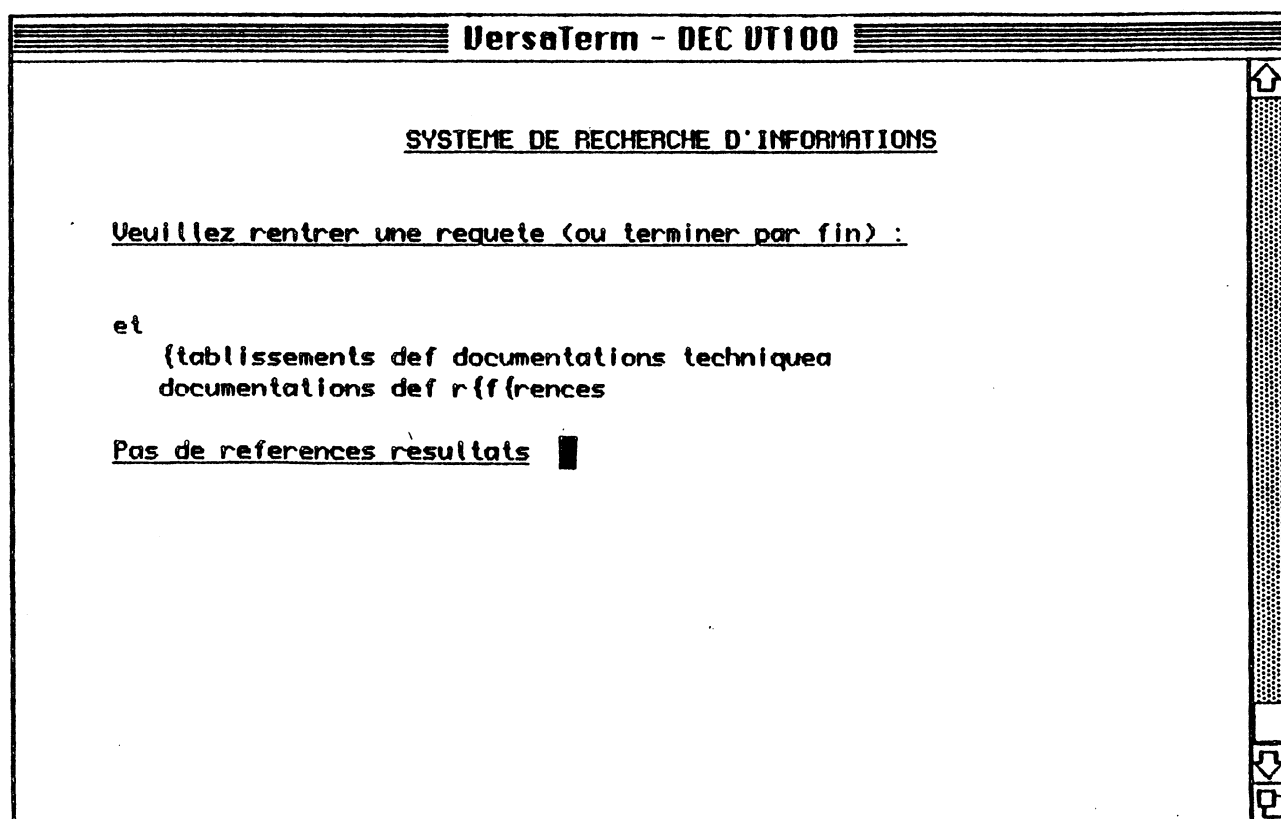 VersaTerm - DEC VT100
SYSTEME DE RECHERCHE D'INFORMATIONS
Veuillez rentrer une requete (ou terminer par fin) :
et
{tablissements def documentations techniquea
documentations def r{f{rences
Pas de references resultats